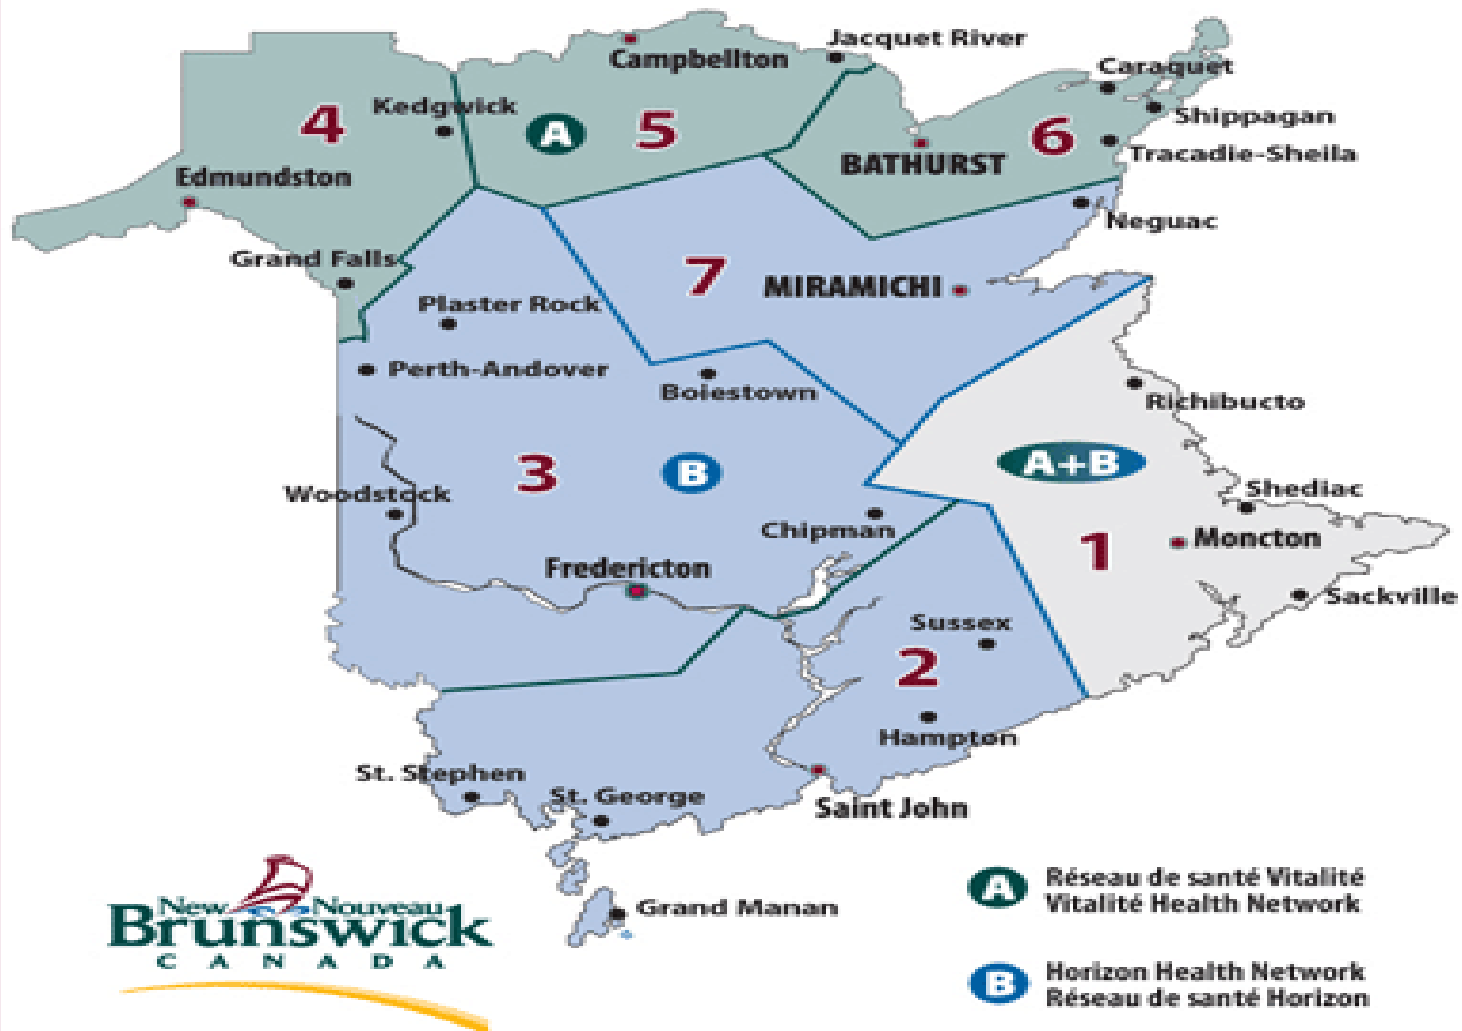 Campbellton
Jacquet River
Caraquet
Kedgwick
4
A
5
6
Shippagan
BATHURST
Tracadie-Sheila
Edmundston
Neguac
Grand Falls
7
MIRAMICHI
Plaster Rock
Perth-Andover
Boiestown
Richibucto
3
B
A+B
Woodstock
Shediac
Chipman
1
Moncton
Fredericton
Sackville
Sussex
2
Hampton
St. Stephen
St. George
Saint John
Grand Manan
New Nouveau
Brunswick
CANADA
A
Réseau de santé Vitalité
Vitalité Health Network
B
Horizon Health Network
Réseau de santé Horizon